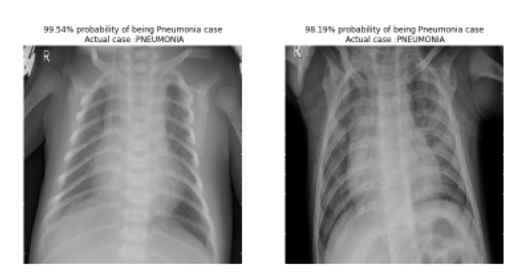 99.54% probability of being Pneumonia case
Actual case :PNEUMONIA
R
98.19% probability of being Pneumonia case
Actual case :PNEUMONIA
R